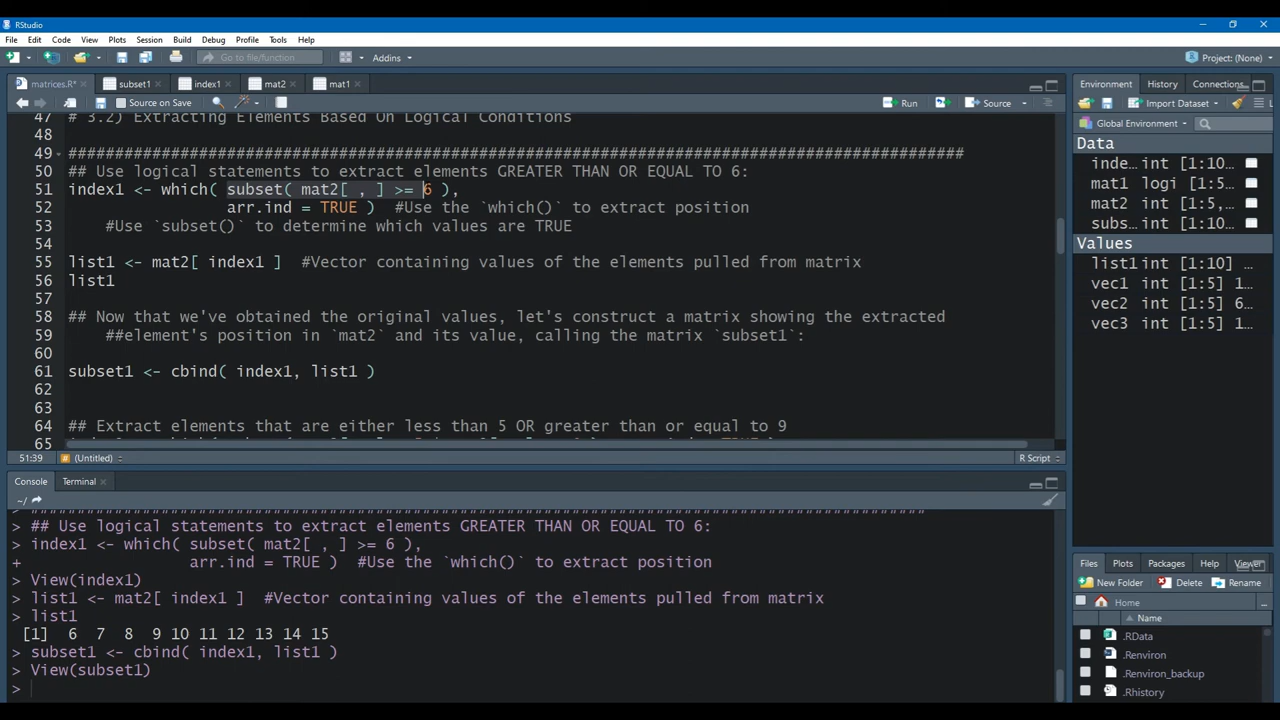 RStudio
File Edit Code View Plots Session Build Debug Profile Tools Help
Go to file/function Addins Project: (None)
matrices.R* subset1 index1 mat2 mat1
Source on Save Run Source
47 # 3.2) Extracting Elements Based On Logical Conditions
48
49 ################################################################################################
50 ## Use logical statements to extract elements GREATER THAN OR EQUAL TO 6:
51 index1 <- which( subset( mat2[ , ] >= 6 ),
52 arr.ind = TRUE ) #Use the `which()` to extract position
53 #Use `subset()` to determine which values are TRUE
54
55 list1 <- mat2[ index1 ] #Vector containing values of the elements pulled from matrix
56 list1
57
58 ## Now that we've obtained the original values, let's construct a matrix showing the extracted
59 ##element's position in `mat2` and its value, calling the matrix `subset1`:
60
61 subset1 <- cbind( index1, list1 )
62
63
64 ## Extract elements that are either less than 5 OR greater than or equal to 9
65
51:39 # (Untitled) R Script
Console Terminal
~/
> ## Use logical statements to extract elements GREATER THAN OR EQUAL TO 6:
> index1 <- which( subset( mat2[ , ] >= 6 ),
+ arr.ind = TRUE ) #Use the `which()` to extract position
> View(index1)
> list1 <- mat2[ index1 ] #Vector containing values of the elements pulled from matrix
> list1
[1] 6 7 8 9 10 11 12 13 14 15
> subset1 <- cbind( index1, list1 )
> View(subset1)
>
Environment History Connections
Import Dataset
Global Environment
Data
inde… int [1:10…
mat1 logi [1:5…
mat2 int [1:5,…
subs… int [1:10…
Values
list1 int [1:10] …
vec1 int [1:5] 1…
vec2 int [1:5] 6…
vec3 int [1:5] 1…
Files Plots Packages Help Viewer
New Folder Delete Rename
Home
Name
.RData
.Renviron
.Renviron_backup
.Rhistory